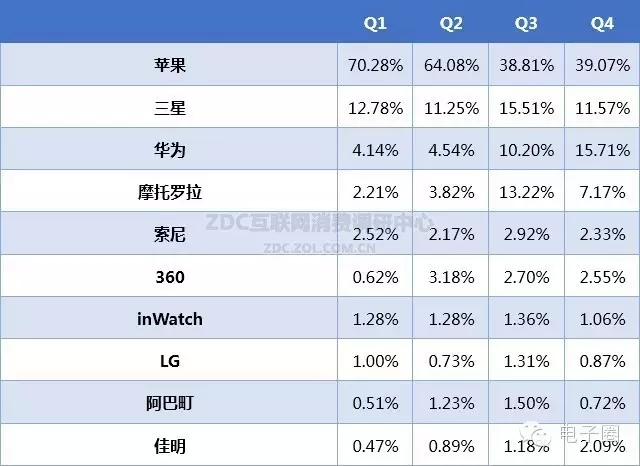 Q1 Q2 Q3 Q4
苹果 70.28% 64.08% 38.81% 39.07%
三星 12.78% 11.25% 15.51% 11.57%
华为 4.14% 4.54% 10.20% 15.71%
摩托罗拉 2.21% 3.82% 13.22% 7.17%
ZDC互联网消费调研中心
索尼 2.52% 2.17% 2.92% 2.33%
ZDC.ZOL.COM.CN
360 0.62% 3.18% 2.70% 2.55%
inWatch 1.28% 1.28% 1.36% 1.06%
LG 1.00% 0.73% 1.31% 0.87%
阿巴町 0.51% 1.23% 1.50% 0.72%
电子圈
佳明 0.47% 0.89% 1.18% 2.09%